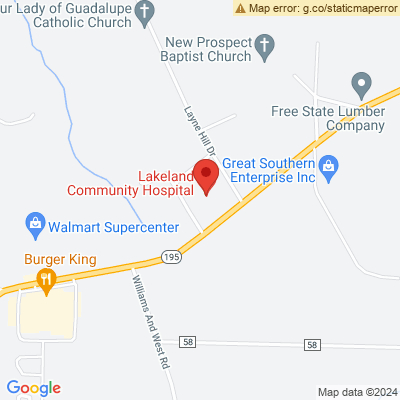 ur Lady of Guadalupe
Catholic Church
Map error: g.co/staticmaperror
New Prospect
Baptist Church
Free State Lumber
Company
Layne Hill Dr
Great Southern
Enterprise Inc
Lakeland
Community Hospital
Walmart Supercenter
195
Burger King
Williams And West Rd
58
58
Google
Map data ©2024